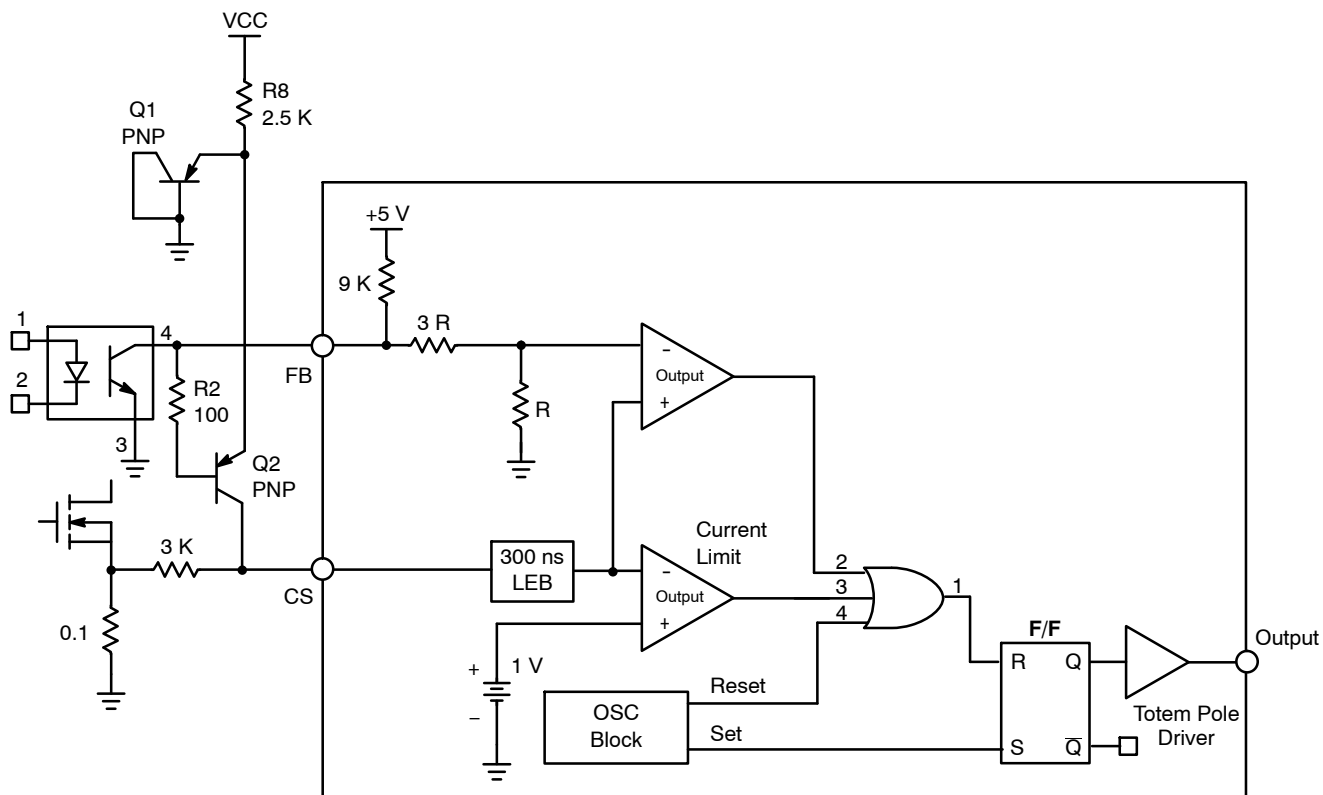 VCC
R8
2.5 K
Q1
PNP
+5 V
9 K
1
4
3 R
−
Output
+
FB
2
R2
100
R
3
Q2
PNP
Current
Limit
3 K
300 ns
LEB
−
Output
+
2
3
4
1
CS
0.1
+
1 V
−
F/F
R
Q
Output
Reset
OSC
Block
Set
S
Q
Totem Pole
Driver